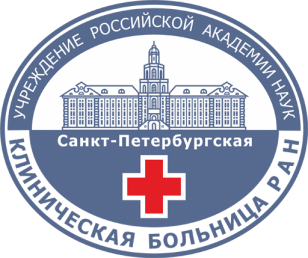 УЧРЕЖДЕНИЕ РОССИЙСКОЙ АКАДЕМИИ НАУК
Санкт-Петербургская
КЛИНИЧЕСКАЯ БОЛЬНИЦА РАН